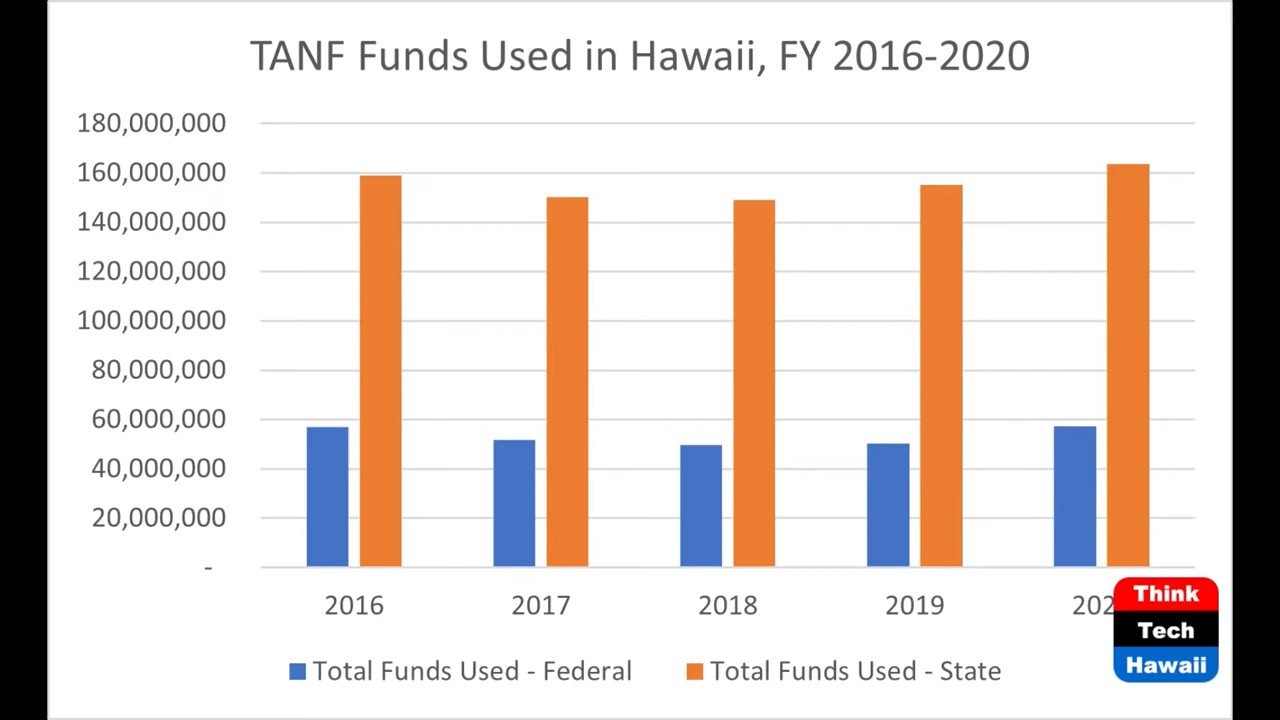 TANF Funds Used in Hawaii, FY 2016-2020
180,000,000
160,000,000
140,000,000
120,000,000
100,000,000
80,000,000
60,000,000
40,000,000
20,000,000
-
2016 2017 2018 2019 202
Total Funds Used - Federal Total Funds Used - State
Think
Tech
Hawaii